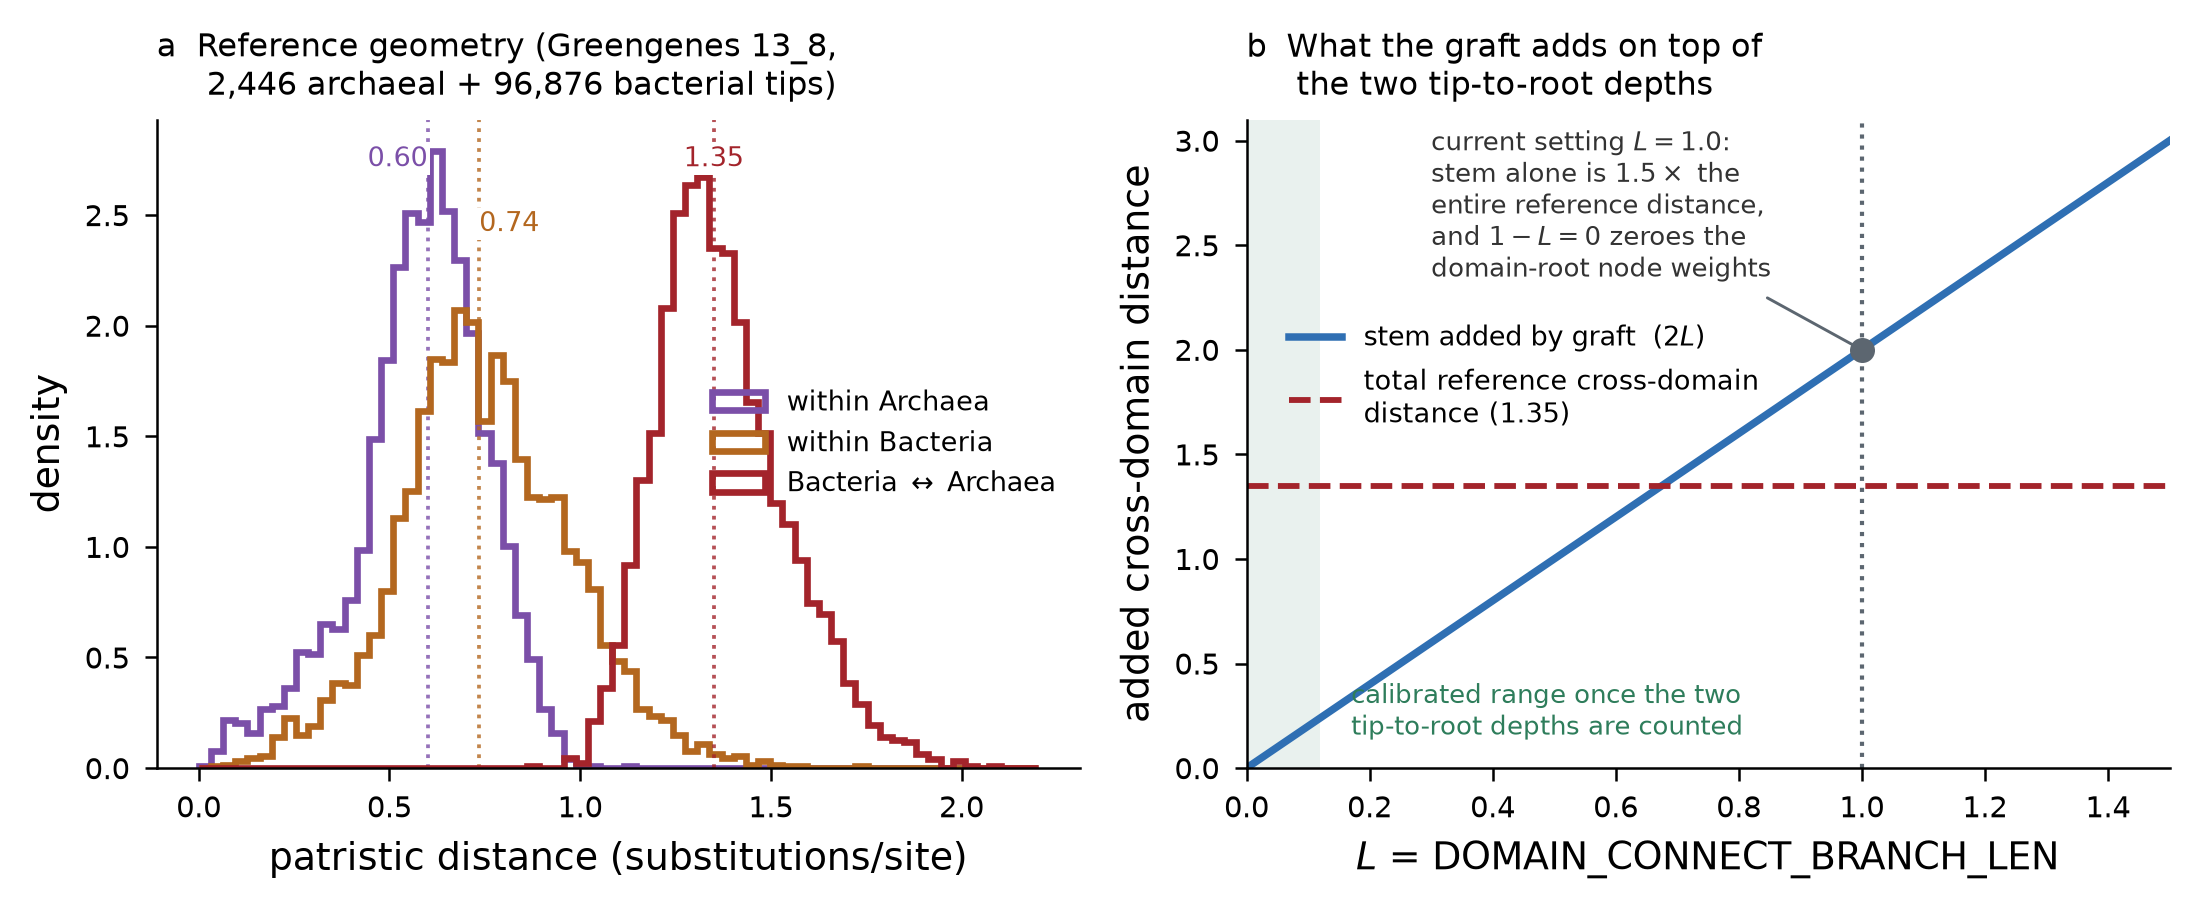 a  Reference geometry (Greengenes 13_8,
2,446 archaeal + 96,876 bacterial tips)
0.60
0.74
1.35
within Archaea
within Bacteria
Bacteria ↔ Archaea
density
0.0
0.5
1.0
1.5
2.0
2.5
0.0
0.5
1.0
1.5
2.0
patristic distance (substitutions/site)
b  What the graft adds on top of
the two tip-to-root depths
current setting L = 1.0:
stem alone is 1.5 × the
entire reference distance,
and 1 − L = 0 zeroes the
domain-root node weights
stem added by graft (2L)
total reference cross-domain
distance (1.35)
calibrated range once the two
tip-to-root depths are counted
added cross-domain distance
0.0
0.5
1.0
1.5
2.0
2.5
3.0
0.0
0.2
0.4
0.6
0.8
1.0
1.2
1.4
L = DOMAIN_CONNECT_BRANCH_LEN